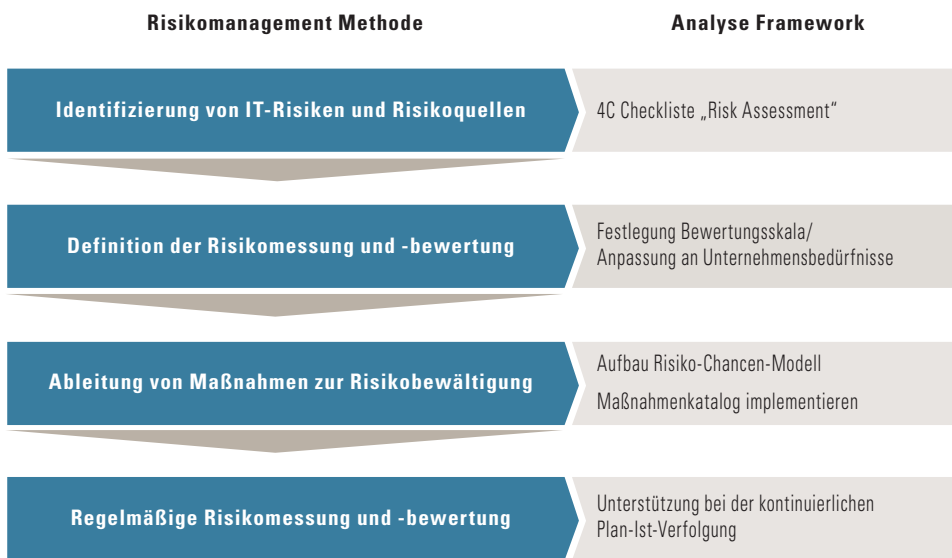 Risikomanagement Methode
Analyse Framework
Identifizierung von IT-Risiken und Risikoquellen
4C Checkliste „Risk Assessment“
Definition der Risikomessung und -bewertung
Festlegung Bewertungsskala/
Anpassung an Unternehmensbedürfnisse
Ableitung von Maßnahmen zur Risikobewältigung
Aufbau Risiko-Chancen-Modell
Maßnahmenkatalog implementieren
Regelmäßige Risikomessung und -bewertung
Unterstützung bei der kontinuierlichen
Plan-Ist-Verfolgung